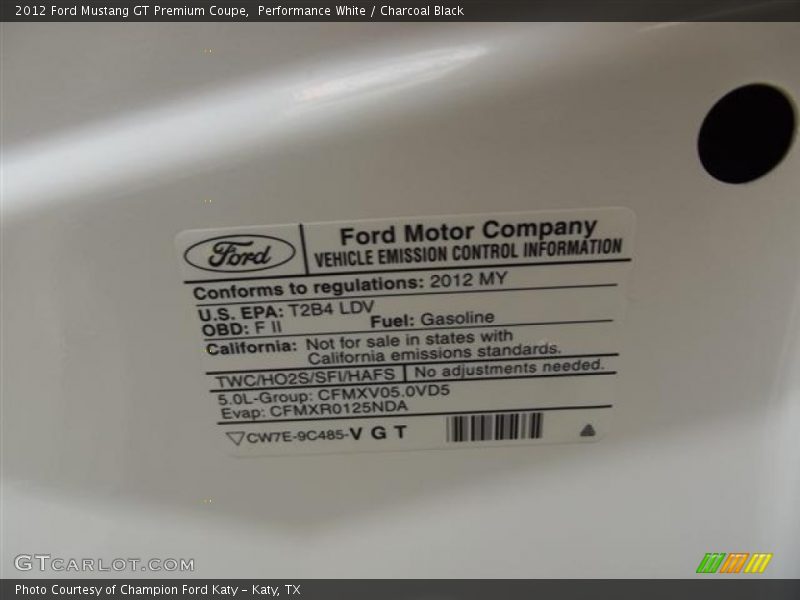 2012 Ford Mustang GT Premium Coupe,  Performance White / Charcoal Black
Ford
Ford Motor Company
VEHICLE EMISSION CONTROL INFORMATION
Conforms to regulations: 2012 MY
U.S. EPA: T2B4 LDV
OBD: F II
Fuel: Gasoline
California: Not for sale in states with
California emissions standards.
TWC/HO2S/SFI/HAFS
No adjustments needed.
5.0L-Group: CFMXV05.0VD5
Evap: CFMXR0125NDA
CW7E-9C485-V G T
GTCARLOT.COM
Photo Courtesy of Champion Ford Katy – Katy, TX